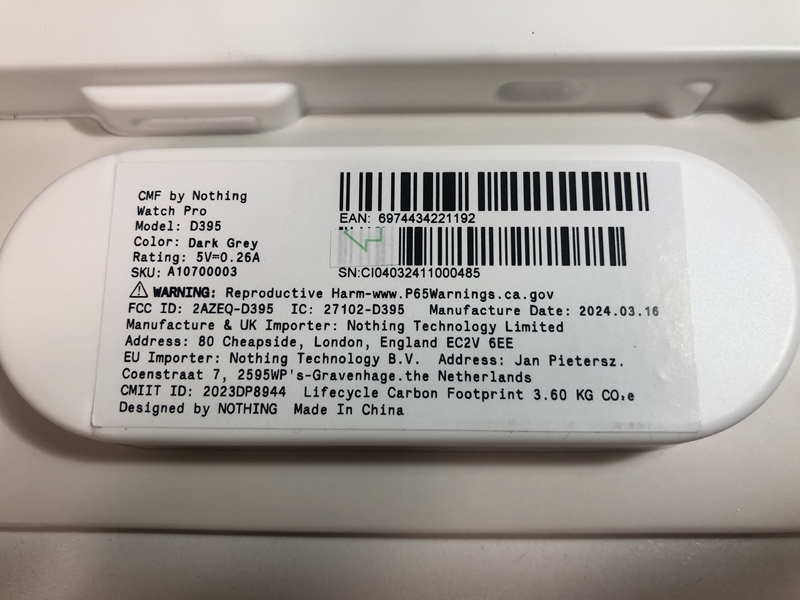 CMF by Nothing
Watch Pro
Model: D395
Color: Dark Grey
Rating: 5V⎓0.26A
SKU: A10700003
EAN: 6974434221192
SN:CI04032411000485
⚠ WARNING: Reproductive Harm-www.P65Warnings.ca.gov
FCC ID: 2AZEQ-D395 IC: 27102-D395 Manufacture Date: 2024.03.16
Manufacture & UK Importer: Nothing Technology Limited
Address: 80 Cheapside, London, England EC2V 6EE
EU Importer: Nothing Technology B.V. Address: Jan Pietersz.
Coenstraat 7, 2595WP's-Gravenhage.the Netherlands
CMIIT ID: 2023DP8944 Lifecycle Carbon Footprint 3.60 KG CO₂e
Designed by NOTHING Made In China